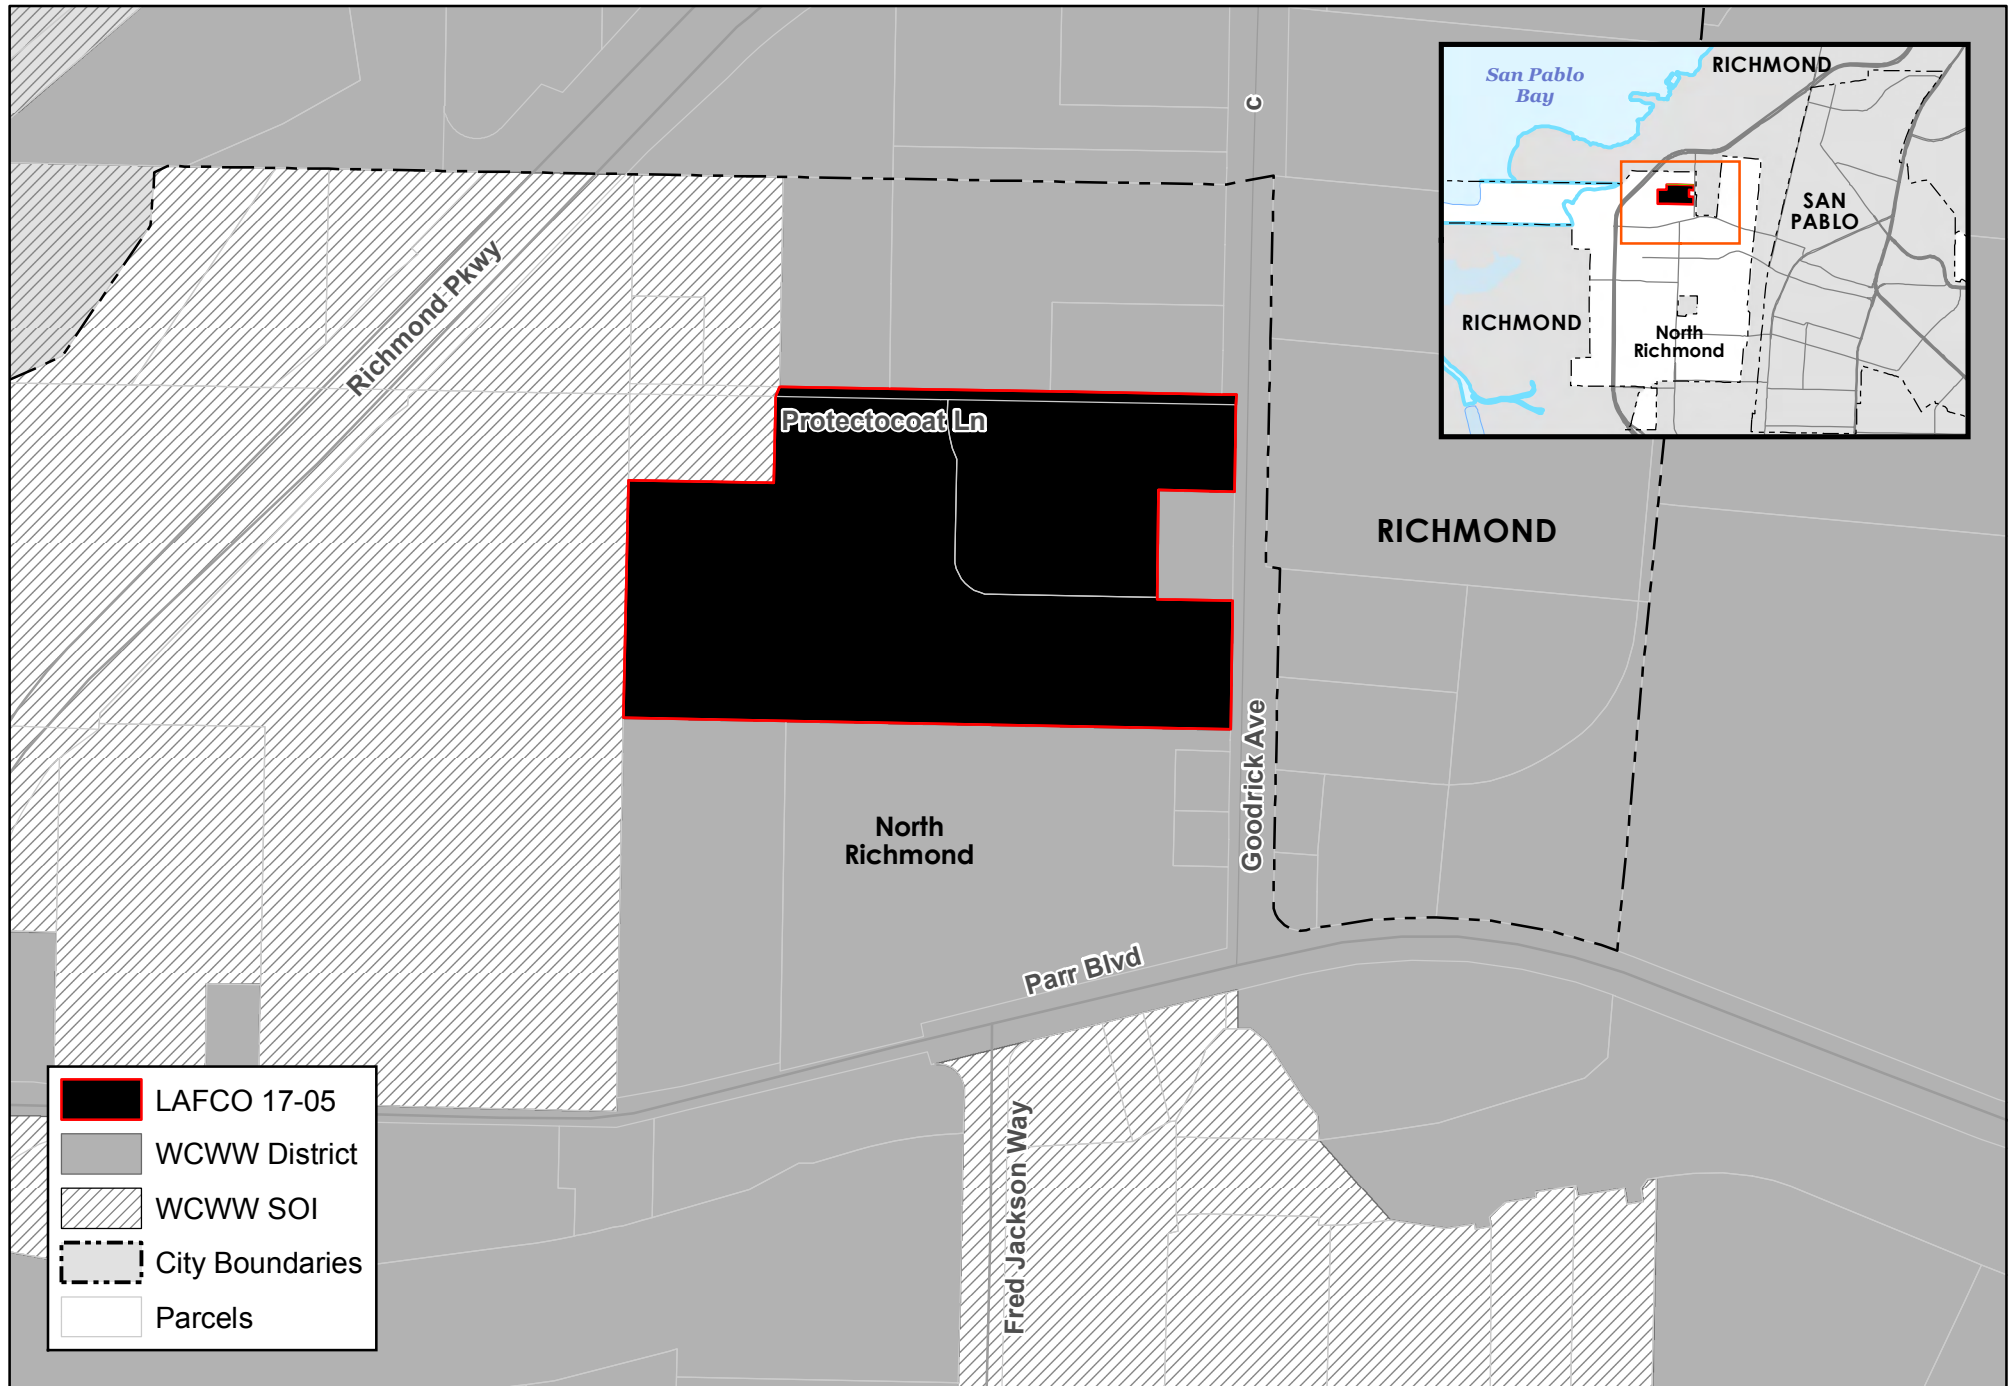 San Pablo
Bay
RICHMOND
SAN
PABLO
RICHMOND
North
Richmond
C
Richmond Pkwy
Protectocoat Ln
RICHMOND
Goodrick Ave
North
Richmond
Parr Blvd
Fred Jackson Way
LAFCO 17-05
WCWW District
WCWW SOI
City Boundaries
Parcels